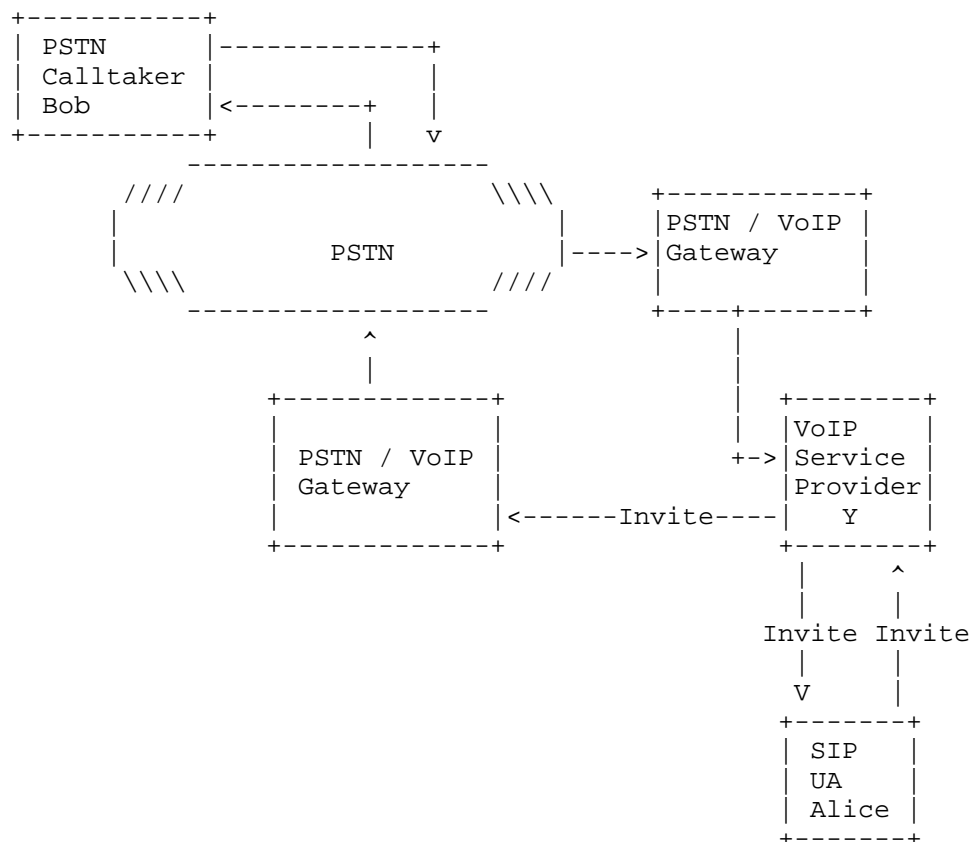 PSTN
Calltaker
Bob
PSTN / VoIP
Gateway
PSTN
PSTN / VoIP
Gateway
VoIP
Service
Provider
Y
Invite
Invite Invite
SIP
UA
Alice